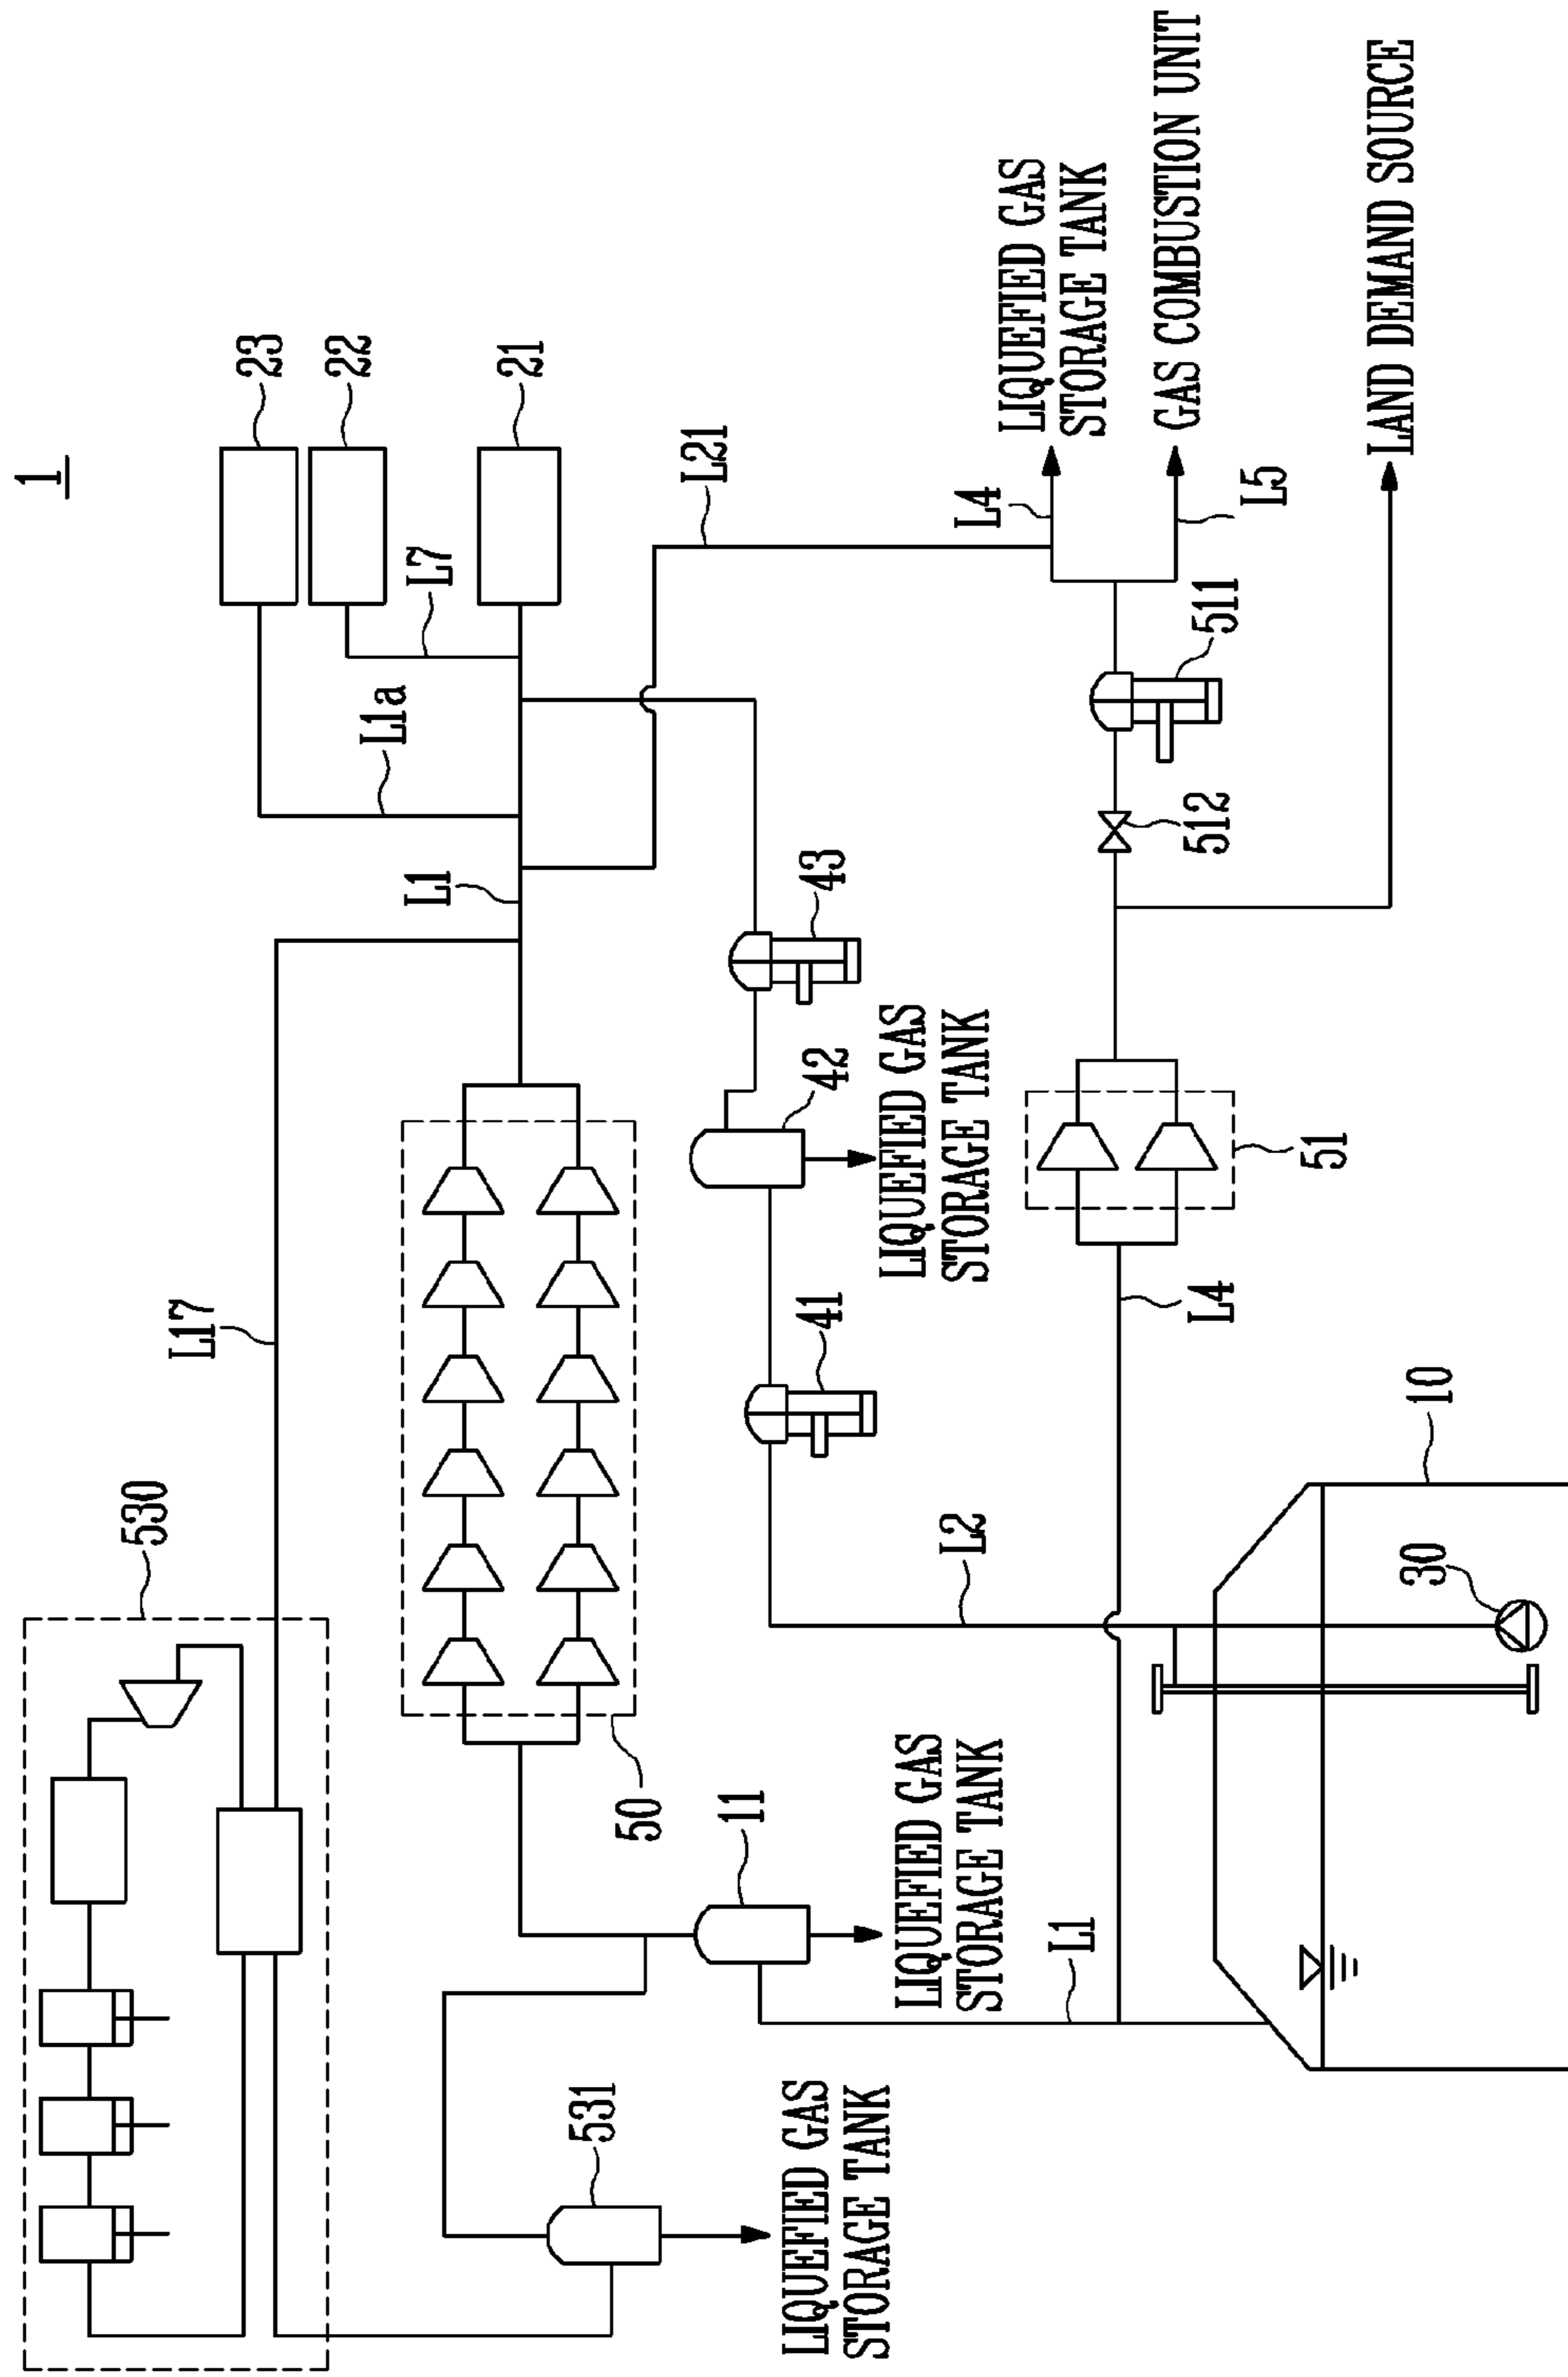 1
530
L17
L1
L1a
L7
23
22
21
L21
50
43
42
41
LIQUEFIED GAS
STORAGE TANK
L4
LIQUEFIED GAS
STORAGE TANK
L5
GAS COMBUSTION UNIT
511
512
LAND DEMAND SOURCE
51
L4
L2
10
30
11
LIQUEFIED GAS
STORAGE TANK
L1
531
LIQUEFIED GAS
STORAGE TANK